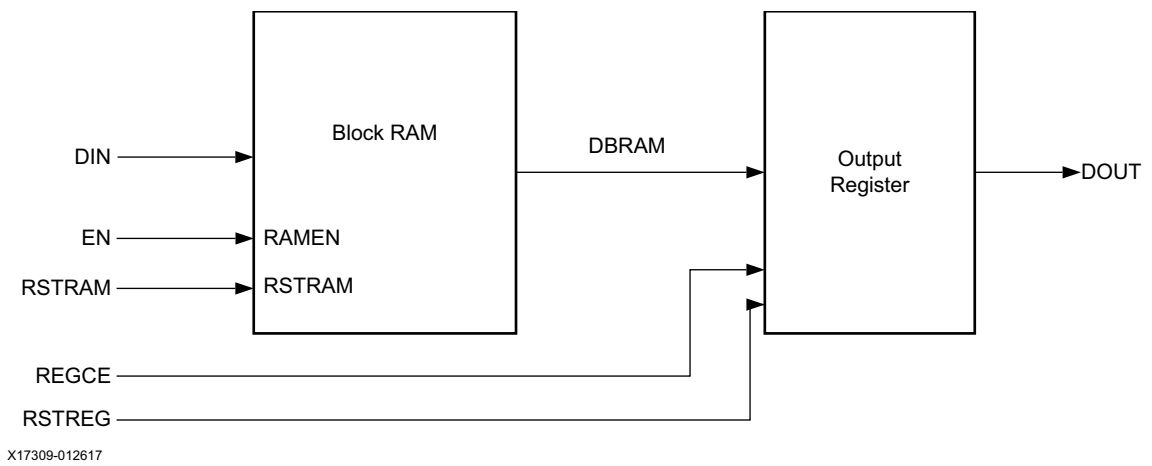 Block RAM
DBRAM
Output
Register
DIN
DOUT
EN
RAMEN
RSTRAM
RSTRAM
REGCE
RSTREG
X17309-012617